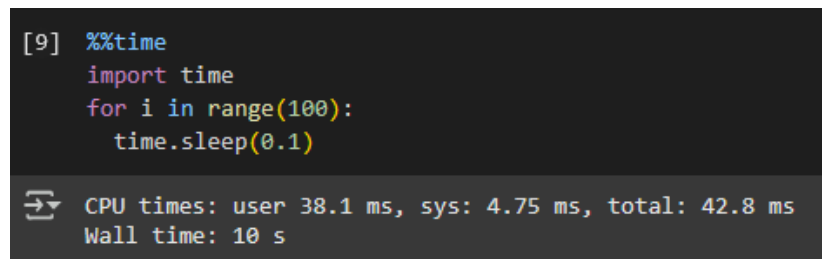 [9] %%time
import time
for i in range(100):
  time.sleep(0.1)
CPU times: user 38.1 ms, sys: 4.75 ms, total: 42.8 ms
Wall time: 10 s